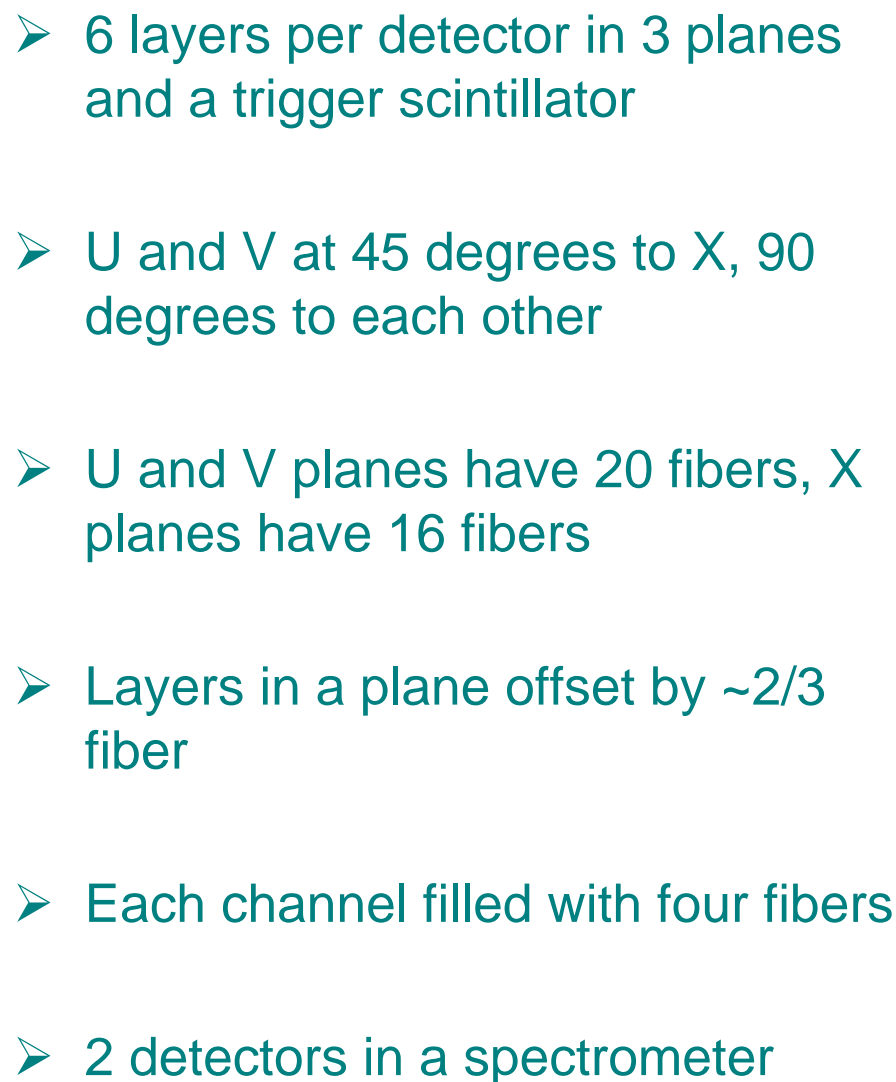 ➢ 6 layers per detector in 3 planes
and a trigger scintillator
➢ U and V at 45 degrees to X, 90
degrees to each other
➢ U and V planes have 20 fibers, X
planes have 16 fibers
➢ Layers in a plane offset by ~2/3
fiber
➢ Each channel filled with four fibers
➢ 2 detectors in a spectrometer